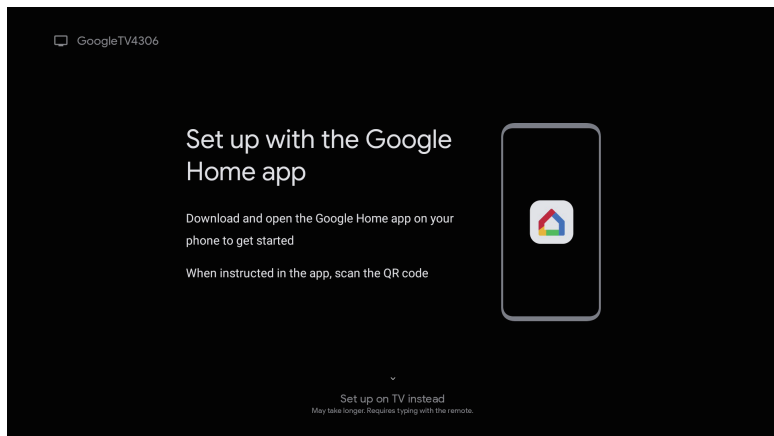 GoogleTV4306
Set up with the Google
Home app
Download and open the Google Home app on your
phone to get started
When instructed in the app, scan the QR code
Set up on TV instead
May take longer. Requires typing with the remote.